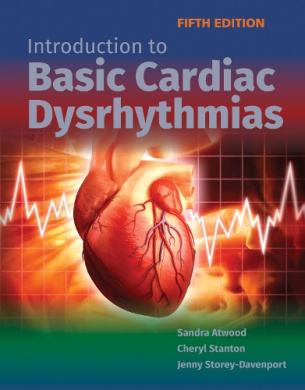 FIFTH EDITION
Introduction to
Basic Cardiac
Dysrhythmias
Sandra Atwood
Cheryl Stanton
Jenny Storey-Davenport